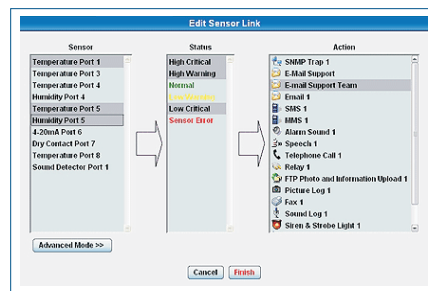 Edit Sensor Link
Sensor
Temperature Port 1
Temperature Port 3
Temperature Port 4
Humidity Port 4
Temperature Port 5
Humidity Port 5
4-20mA Port 6
Dry Contact Port 7
Temperature Port 8
Sound Detector Port 1
Advanced Mode >>
Status
High Critical
High Warning
Normal
Low Critical
Sensor Error
Action
SNMP Trap 1
E-Mail Support
E-mail Support Team
Email 1
SMS 1
MMS 1
Alarm Sound 1
Speech 1
Telephone Call 1
Relay 1
FTP Photo and Information Upload 1
Picture Log 1
Fax 1
Sound Log 1
Siren & Strobe Light 1
Cancel
Finish